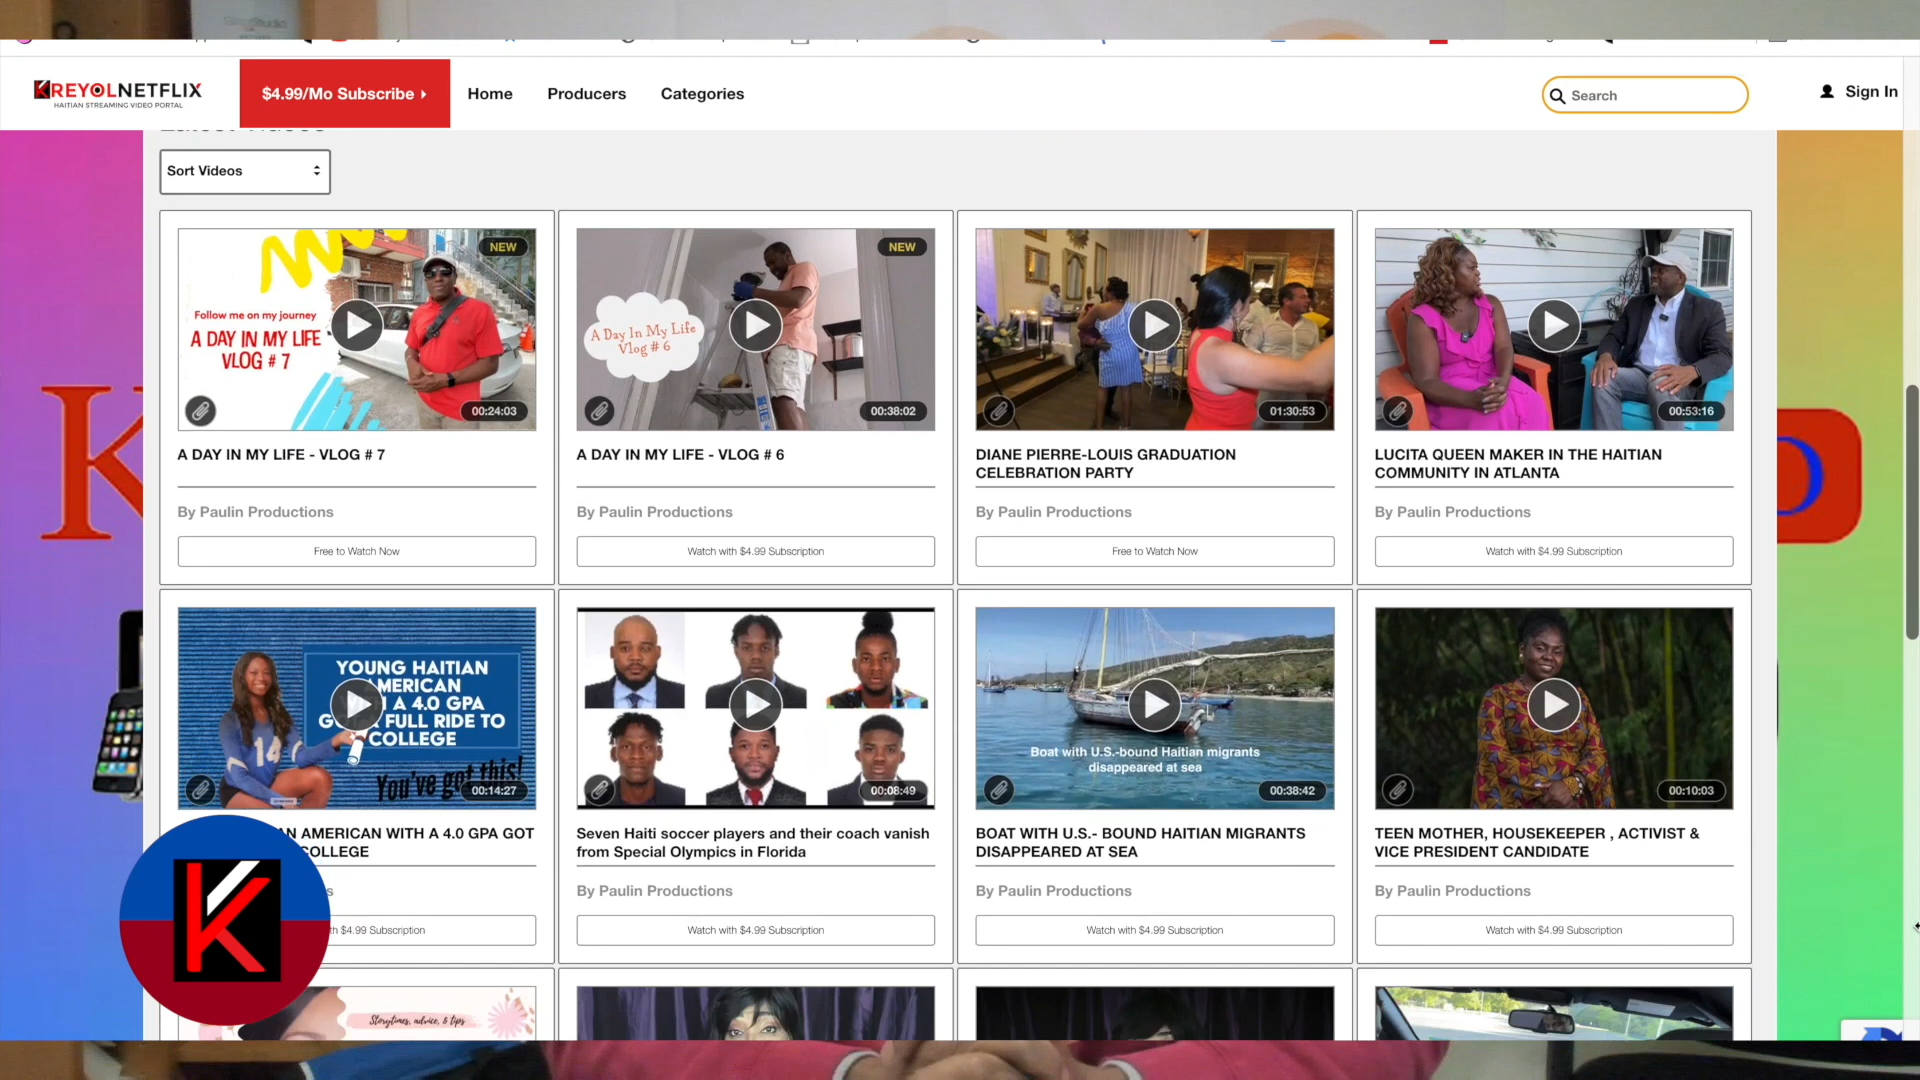 KREYOLNETFLIX
HAITIAN STREAMING VIDEO PORTAL
$4.99/Mo Subscribe
Home
Producers
Categories
Search
Sign In
Latest Videos
Sort Videos
NEW
Follow me on my journey
A DAY IN MY LIFE
VLOG # 7
00:24:03
A DAY IN MY LIFE - VLOG # 7
By Paulin Productions
Free to Watch Now
NEW
A Day In My Life
Vlog # 6
00:38:02
A DAY IN MY LIFE - VLOG # 6
By Paulin Productions
Watch with $4.99 Subscription
01:30:53
DIANE PIERRE-LOUIS GRADUATION
CELEBRATION PARTY
By Paulin Productions
Free to Watch Now
00:53:16
LUCITA QUEEN MAKER IN THE HAITIAN
COMMUNITY IN ATLANTA
By Paulin Productions
Watch with $4.99 Subscription
YOUNG HAITIAN
AMERICAN
A 4.0 GPA
FULL RIDE TO
COLLEGE
You've got this!
14
00:14:27
AN AMERICAN WITH A 4.0 GPA GOT
COLLEGE
$4.99 Subscription
00:08:49
Seven Haiti soccer players and their coach vanish
from Special Olympics in Florida
By Paulin Productions
Watch with $4.99 Subscription
Boat with U.S.-bound Haitian migrants
disappeared at sea
00:38:42
BOAT WITH U.S.- BOUND HAITIAN MIGRANTS
DISAPPEARED AT SEA
By Paulin Productions
Watch with $4.99 Subscription
00:10:03
TEEN MOTHER, HOUSEKEEPER , ACTIVIST &
VICE PRESIDENT CANDIDATE
By Paulin Productions
Watch with $4.99 Subscription
K
K
Storytimes, advice, & tips